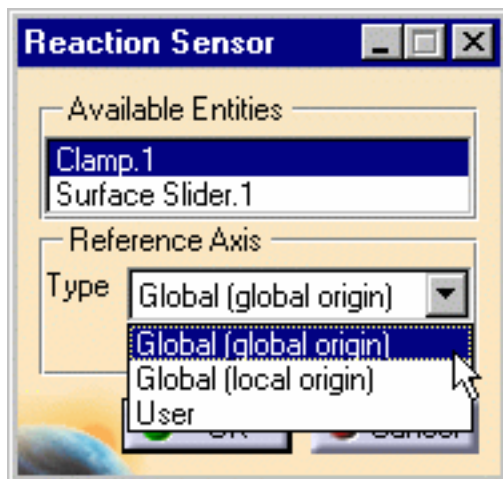 Reaction Sensor
Available Entities
Clamp.1
Surface Slider.1
Reference Axis
Type Global (global origin)
Global (global origin)
Global (local origin)
User